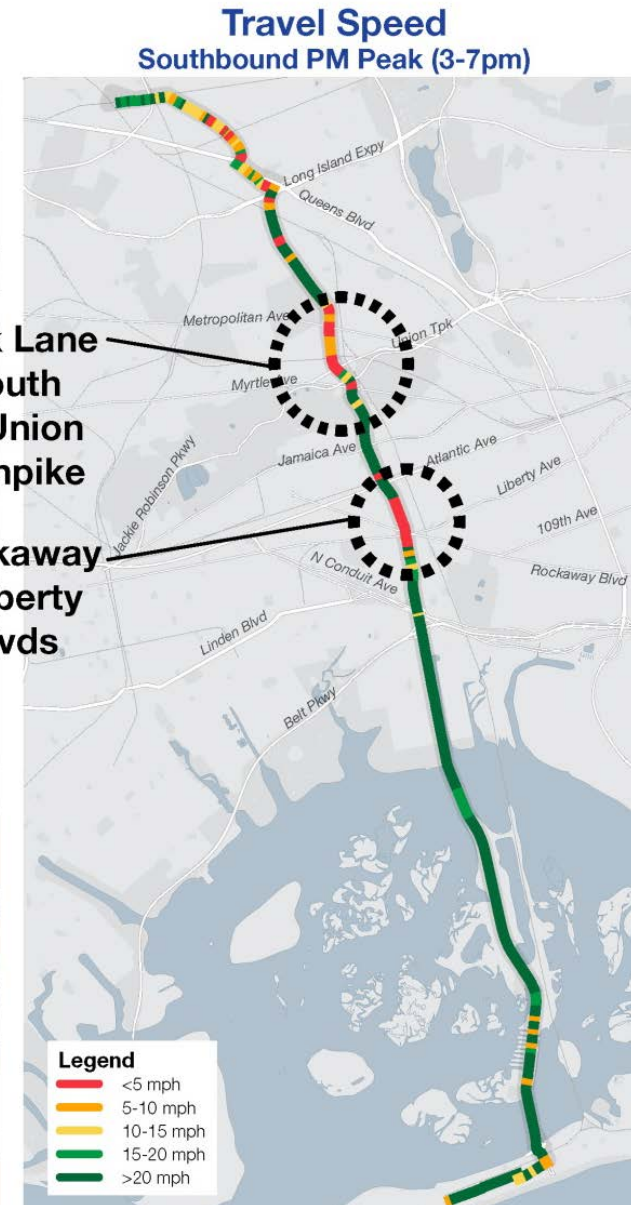 Travel Speed
Southbound PM Peak (3-7pm)
Long Island Expy
Queens Blvd
Metropolitan Ave
Union Tpk
Lane
outh
Union
npike
Myrtle Ave
Jamaica Ave
Atlantic Ave
Jackie Robinson Pkwy
Liberty Ave
109th Ave
kaway
berty
vds
N Conduit Ave
Rockaway Blvd
Linden Blvd
Belt Pkwy
Legend
<5 mph
5-10 mph
10-15 mph
15-20 mph
>20 mph